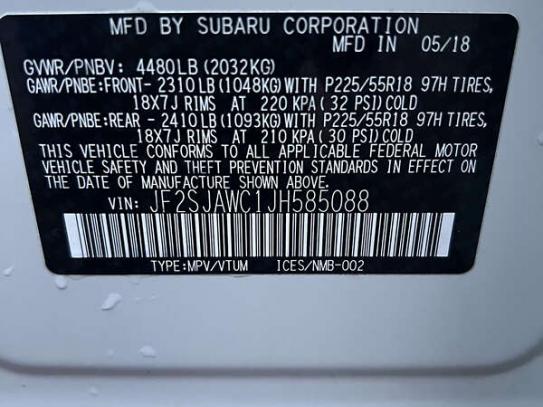 MFD BY SUBARU CORPORATION
MFD IN 05/18
GVWR/PNBV: 4480LB(2032KG)
GAWR/PNBE:FRONT- 2310LB(1048KG)WITH P225/55R18 97H TIRES,
18X7J RIMS AT 220 KPA(32 PSI)COLD
GAWR/PNBE:REAR - 2410LB(1093KG)WITH P225/55R18 97H TIRES,
18X7J RIMS AT 210 KPA(30 PSI)COLD
THIS VEHICLE CONFORMS TO ALL APPLICABLE FEDERAL MOTOR
VEHICLE SAFETY AND THEFT PREVENTION STANDARDS IN EFFECT ON
THE DATE OF MANUFACTURE SHOWN ABOVE.
VIN: JF2SJAWC1JH585088
TYPE:MPV/VTUM ICES/NMB-002